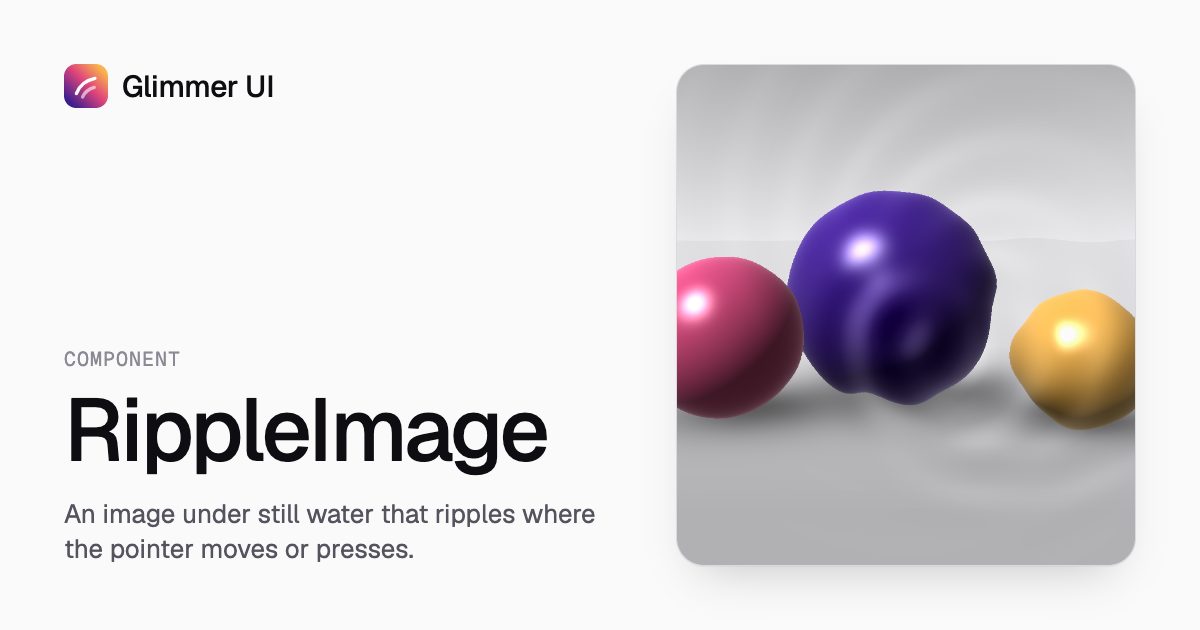 Glimmer UI
COMPONENT
RippleImage
An image under still water that ripples where
the pointer moves or presses.